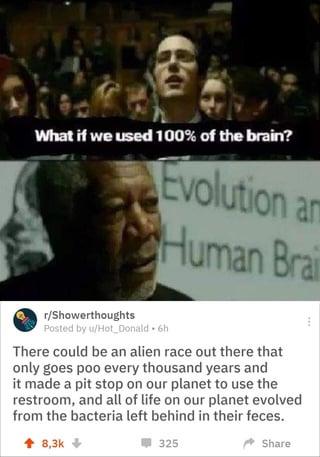 What if we used 100% of the brain?
Evolution an
Human Brai
r/Showerthoughts
Posted by u/Hot_Donald • 6h
There could be an alien race out there that
only goes poo every thousand years and
it made a pit stop on our planet to use the
restroom, and all of life on our planet evolved
from the bacteria left behind in their feces.
8,3k 325 Share